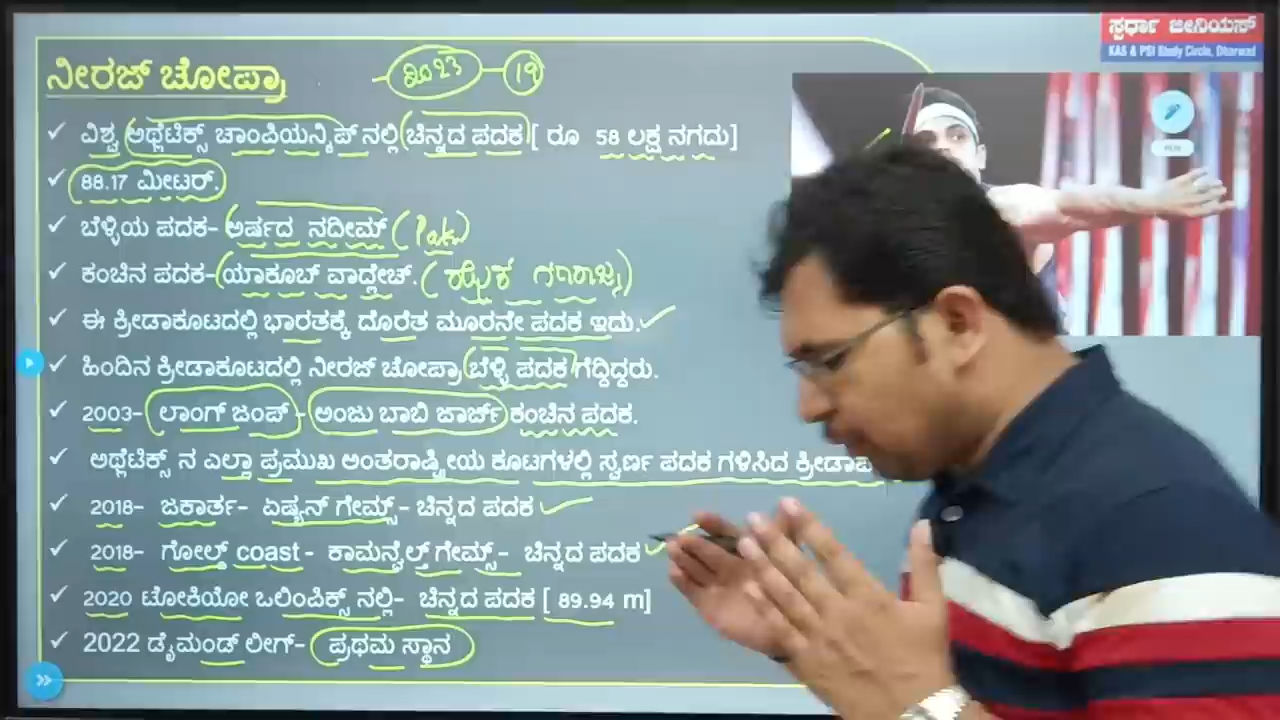 ಸ್ಪರ್ಧಾ ಜೀನಿಯಸ್
KAS & PSI Study Circle, Dharwad
ನೀರಜ್ ಚೋಪ್ರಾ
✓ ವಿಶ್ವ ಅಥ್ಲೆಟಿಕ್ಸ್ ಚಾಂಪಿಯನ್ಶಿಪ್ ನಲ್ಲಿ ಚಿನ್ನದ ಪದಕ [ ರೂ 58 ಲಕ್ಷ ನಗದು]
✓ 88.17 ಮೀಟರ್.
✓ ಬೆಳ್ಳಿಯ ಪದಕ- ಅರ್ಷದ ನದೀಮ್ (
✓ ಕಂಚಿನ ಪದಕ- ಯಾಕೂಬ್ ವಾಡ್ಲೇಚ್. (
✓ ಈ ಕ್ರೀಡಾಕೂಟದಲ್ಲಿ ಭಾರತಕ್ಕೆ ದೊರೆತ ಮೂರನೇ ಪದಕ ಇದು.
✓ ಹಿಂದಿನ ಕ್ರೀಡಾಕೂಟದಲ್ಲಿ ನೀರಜ್ ಚೋಪ್ರಾ ಬೆಳ್ಳಿ ಪದಕ ಗೆದ್ದಿದ್ದರು.
✓ 2003- ಲಾಂಗ್ ಜಂಪ್ - ಅಂಜು ಬಾಬಿ ಜಾರ್ಜ್ ಕಂಚಿನ ಪದಕ.
✓ ಅಥ್ಲೆಟಿಕ್ಸ್ ನ ಎಲ್ತಾ ಪ್ರಮುಖ ಅಂತರಾಷ್ಟ್ರೀಯ ಕೂಟಗಳಲ್ಲಿ ಸ್ವರ್ಣ ಪದಕ ಗಳಿಸಿದ
✓ 2018- ಜಕಾರ್ತ- ಏಷ್ಯನ್ ಗೇಮ್ಸ್- ಚಿನ್ನದ ಪದಕ
✓ 2018- ಗೋಲ್ಡ್ coast - ಕಾಮನ್ವೆಲ್ತ್ ಗೇಮ್ಸ್- ಚಿನ್ನದ ಪದಕ
✓ 2020 ಟೋಕಿಯೋ ಒಲಿಂಪಿಕ್ಸ್ ನಲ್ಲಿ- ಚಿನ್ನದ ಪದಕ [ 89.94 m]
✓ 2022 ಡೈಮಂಡ್ ಲೀಗ್- ಪ್ರಥಮ ಸ್ಥಾನ